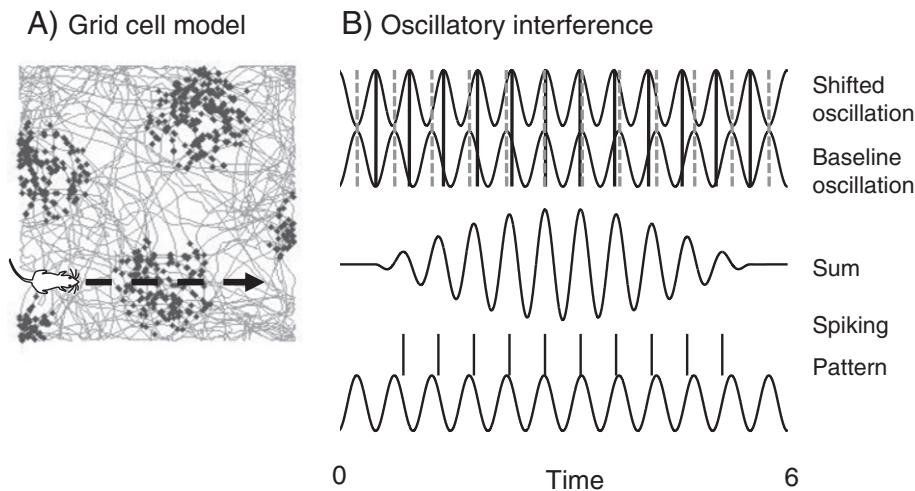 A) Grid cell model
B) Oscillatory interference
Shifted
oscillation
Baseline
oscillation
Sum
Spiking
Pattern
0
Time
6